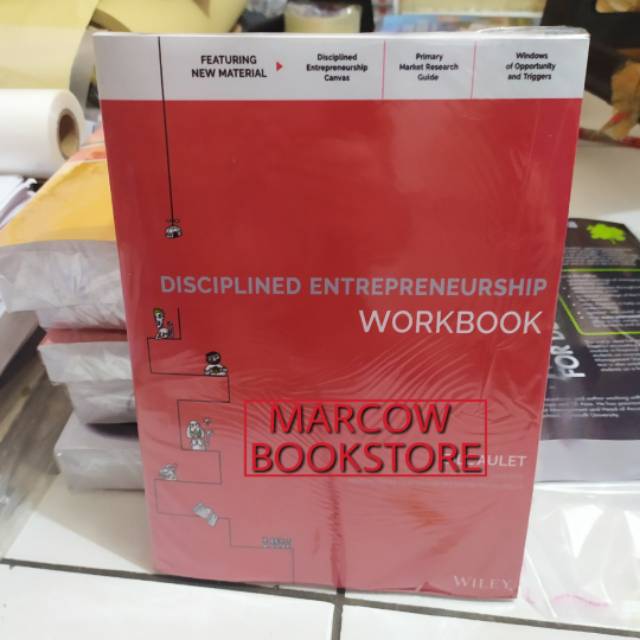 FEATURING
NEW MATERIAL
Disciplined
Entrepreneurship
Canvas
Primary
Market Research
Guide
Windows
of Opportunity
and Triggers
DISCIPLINED ENTREPRENEURSHIP
WORKBOOK
MARCOW
BOOKSTORE
AULET
WILEY
FOR